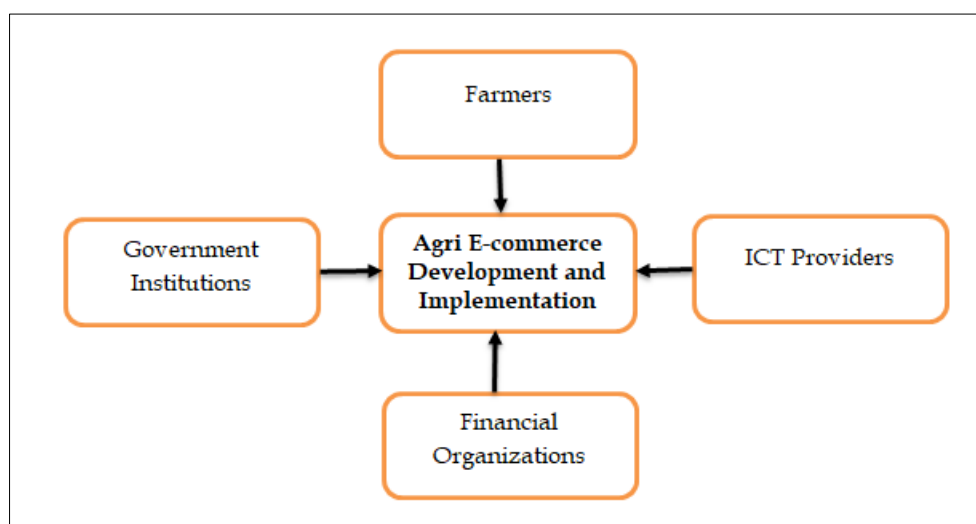 Farmers
Government
Institutions
Agri E-commerce
Development and
Implementation
ICT Providers
Financial
Organizations